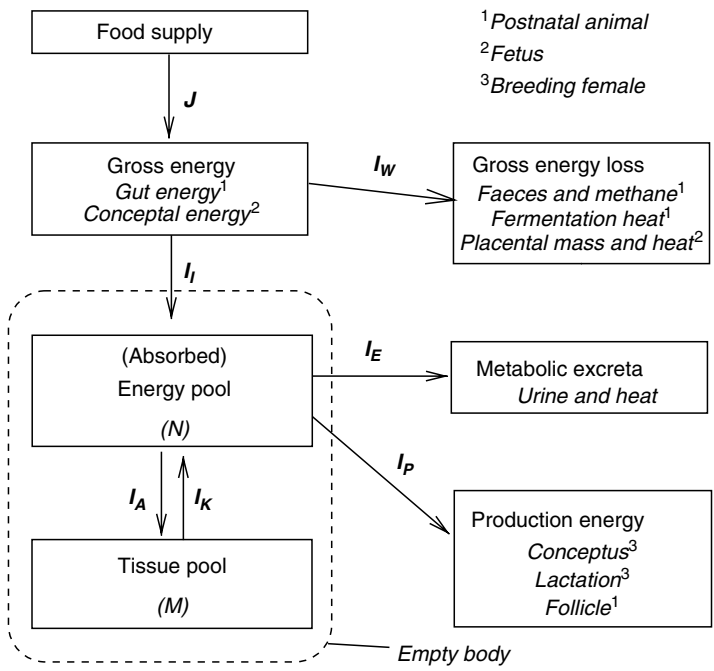 Food supply
¹Postnatal animal
²Fetus
³Breeding female
J
Gross energy
Gut energy¹
Conceptal energy²
I_W
Gross energy loss
Faeces and methane¹
Fermentation heat¹
Placental mass and heat²
I_I
(Absorbed)
Energy pool
(N)
I_E
Metabolic excreta
Urine and heat
I_P
I_A
I_K
Production energy
Conceptus³
Lactation³
Follicle¹
Tissue pool
(M)
Empty body